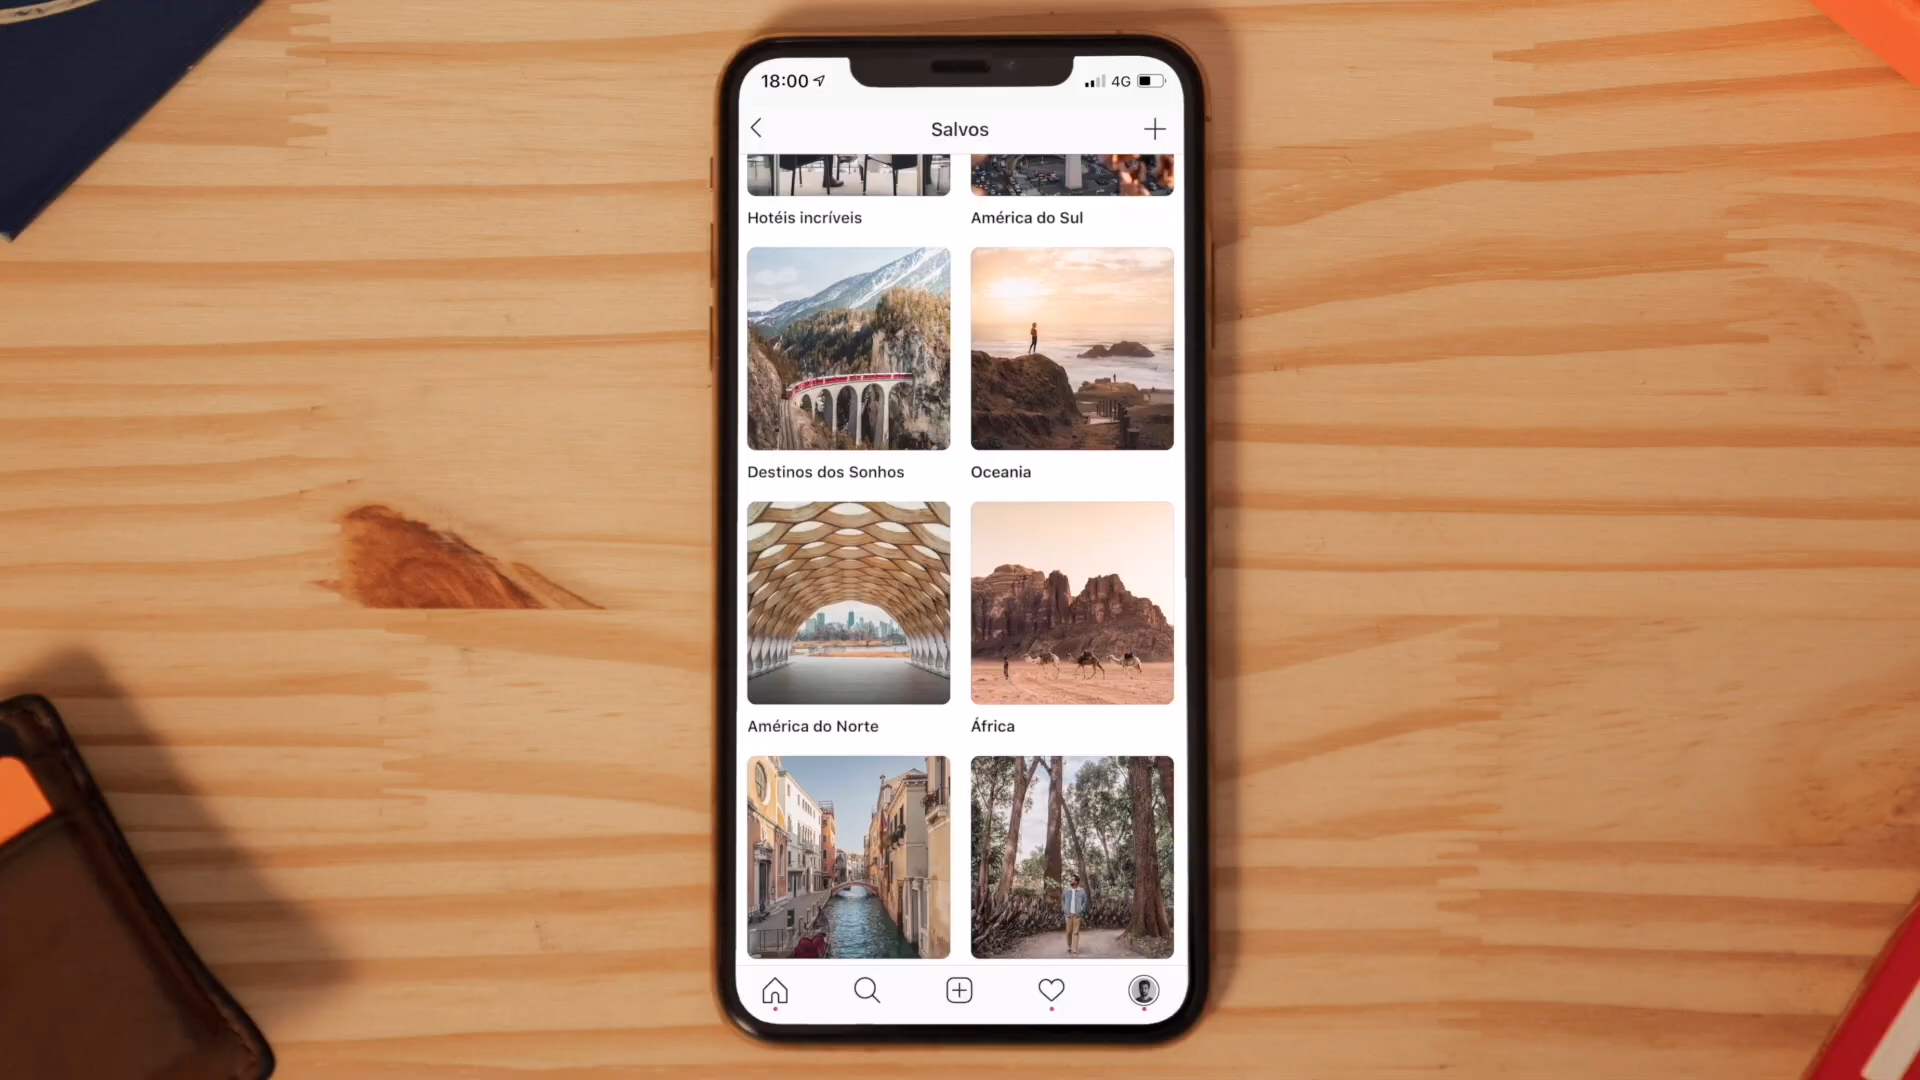 18:00
4G
Salvos
Hotéis incríveis
América do Sul
Destinos dos Sonhos
Oceania
América do Norte
África